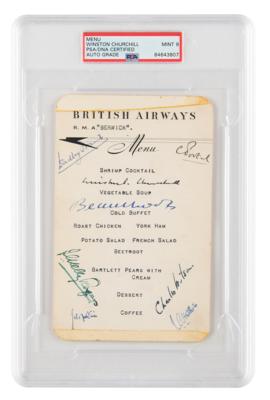 MENU
WINSTON CHURCHILL
PSA/DNA CERTIFIED
AUTO GRADE
MINT 9
PSA
84643807
BRITISH AIRWAYS
R.M.A. "BERWICK"
Menu
SHRIMP COCKTAIL
Winston S. Churchill
VEGETABLE SOUP
Beaverbrook
COLD BUFFET
ROAST CHICKEN YORK HAM
POTATO SALAD FRENCH SALAD
BEETROOT
BARTLETT PEARS WITH
CREAM
DESSERT
COFFEE